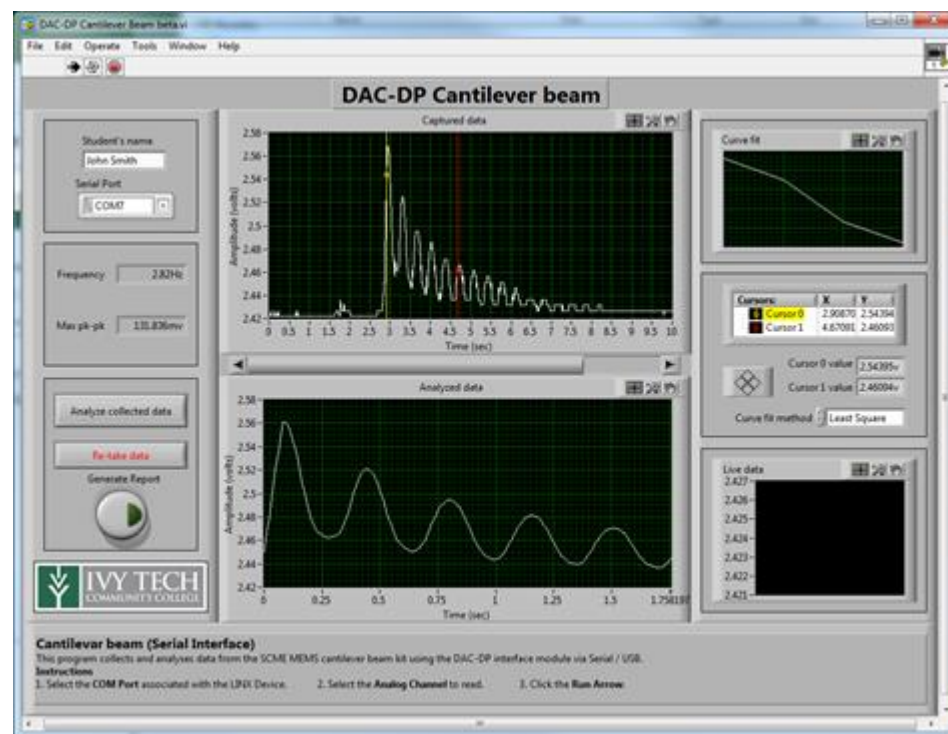 DAC-DP Cantilever Beam beta.vi
File Edit Operate Tools Window Help
DAC-DP Cantilever beam
Student's name
John Smith
Serial Port
COM7
Frequency 2.82Hz
Max pk-pk 131.836mv
Analyze collected data
Re-take data
Generate Report
IVY TECH
COMMUNITY COLLEGE
Captured data
Amplitude (volts)
2.58
2.56
2.54
2.52
2.5
2.48
2.46
2.44
2.42
0 0.5 1 1.5 2 2.5 3 3.5 4 4.5 5 5.5 6 6.5 7 7.5 8 8.5 9 9.5 10
Time (sec)
Analyzed data
Amplitude (volts)
2.58
2.56
2.54
2.52
2.5
2.48
2.46
2.44
2.42
0 0.25 0.5 0.75 1 1.25 1.5
Time (sec)
Curve fit
Cursors: X Y
Cursor 0 2.90870 2.54394
Cursor 1 4.67091 2.46093
Cursor 0 value 2.54395v
Cursor 1 value 2.46094v
Curve fit method Least Square
Live data
2.427
2.426
2.425
2.424
2.423
2.422
2.421
Cantilevar beam (Serial Interface)
This program collects and analyses data from the SCME MEMS cantilever beam kit using the DAC-DP interface module via Serial / USB.
Instructions
1. Select the COM Port associated with the LINX Device. 2. Select the Analog Channel to read. 3. Click the Run Arrow.